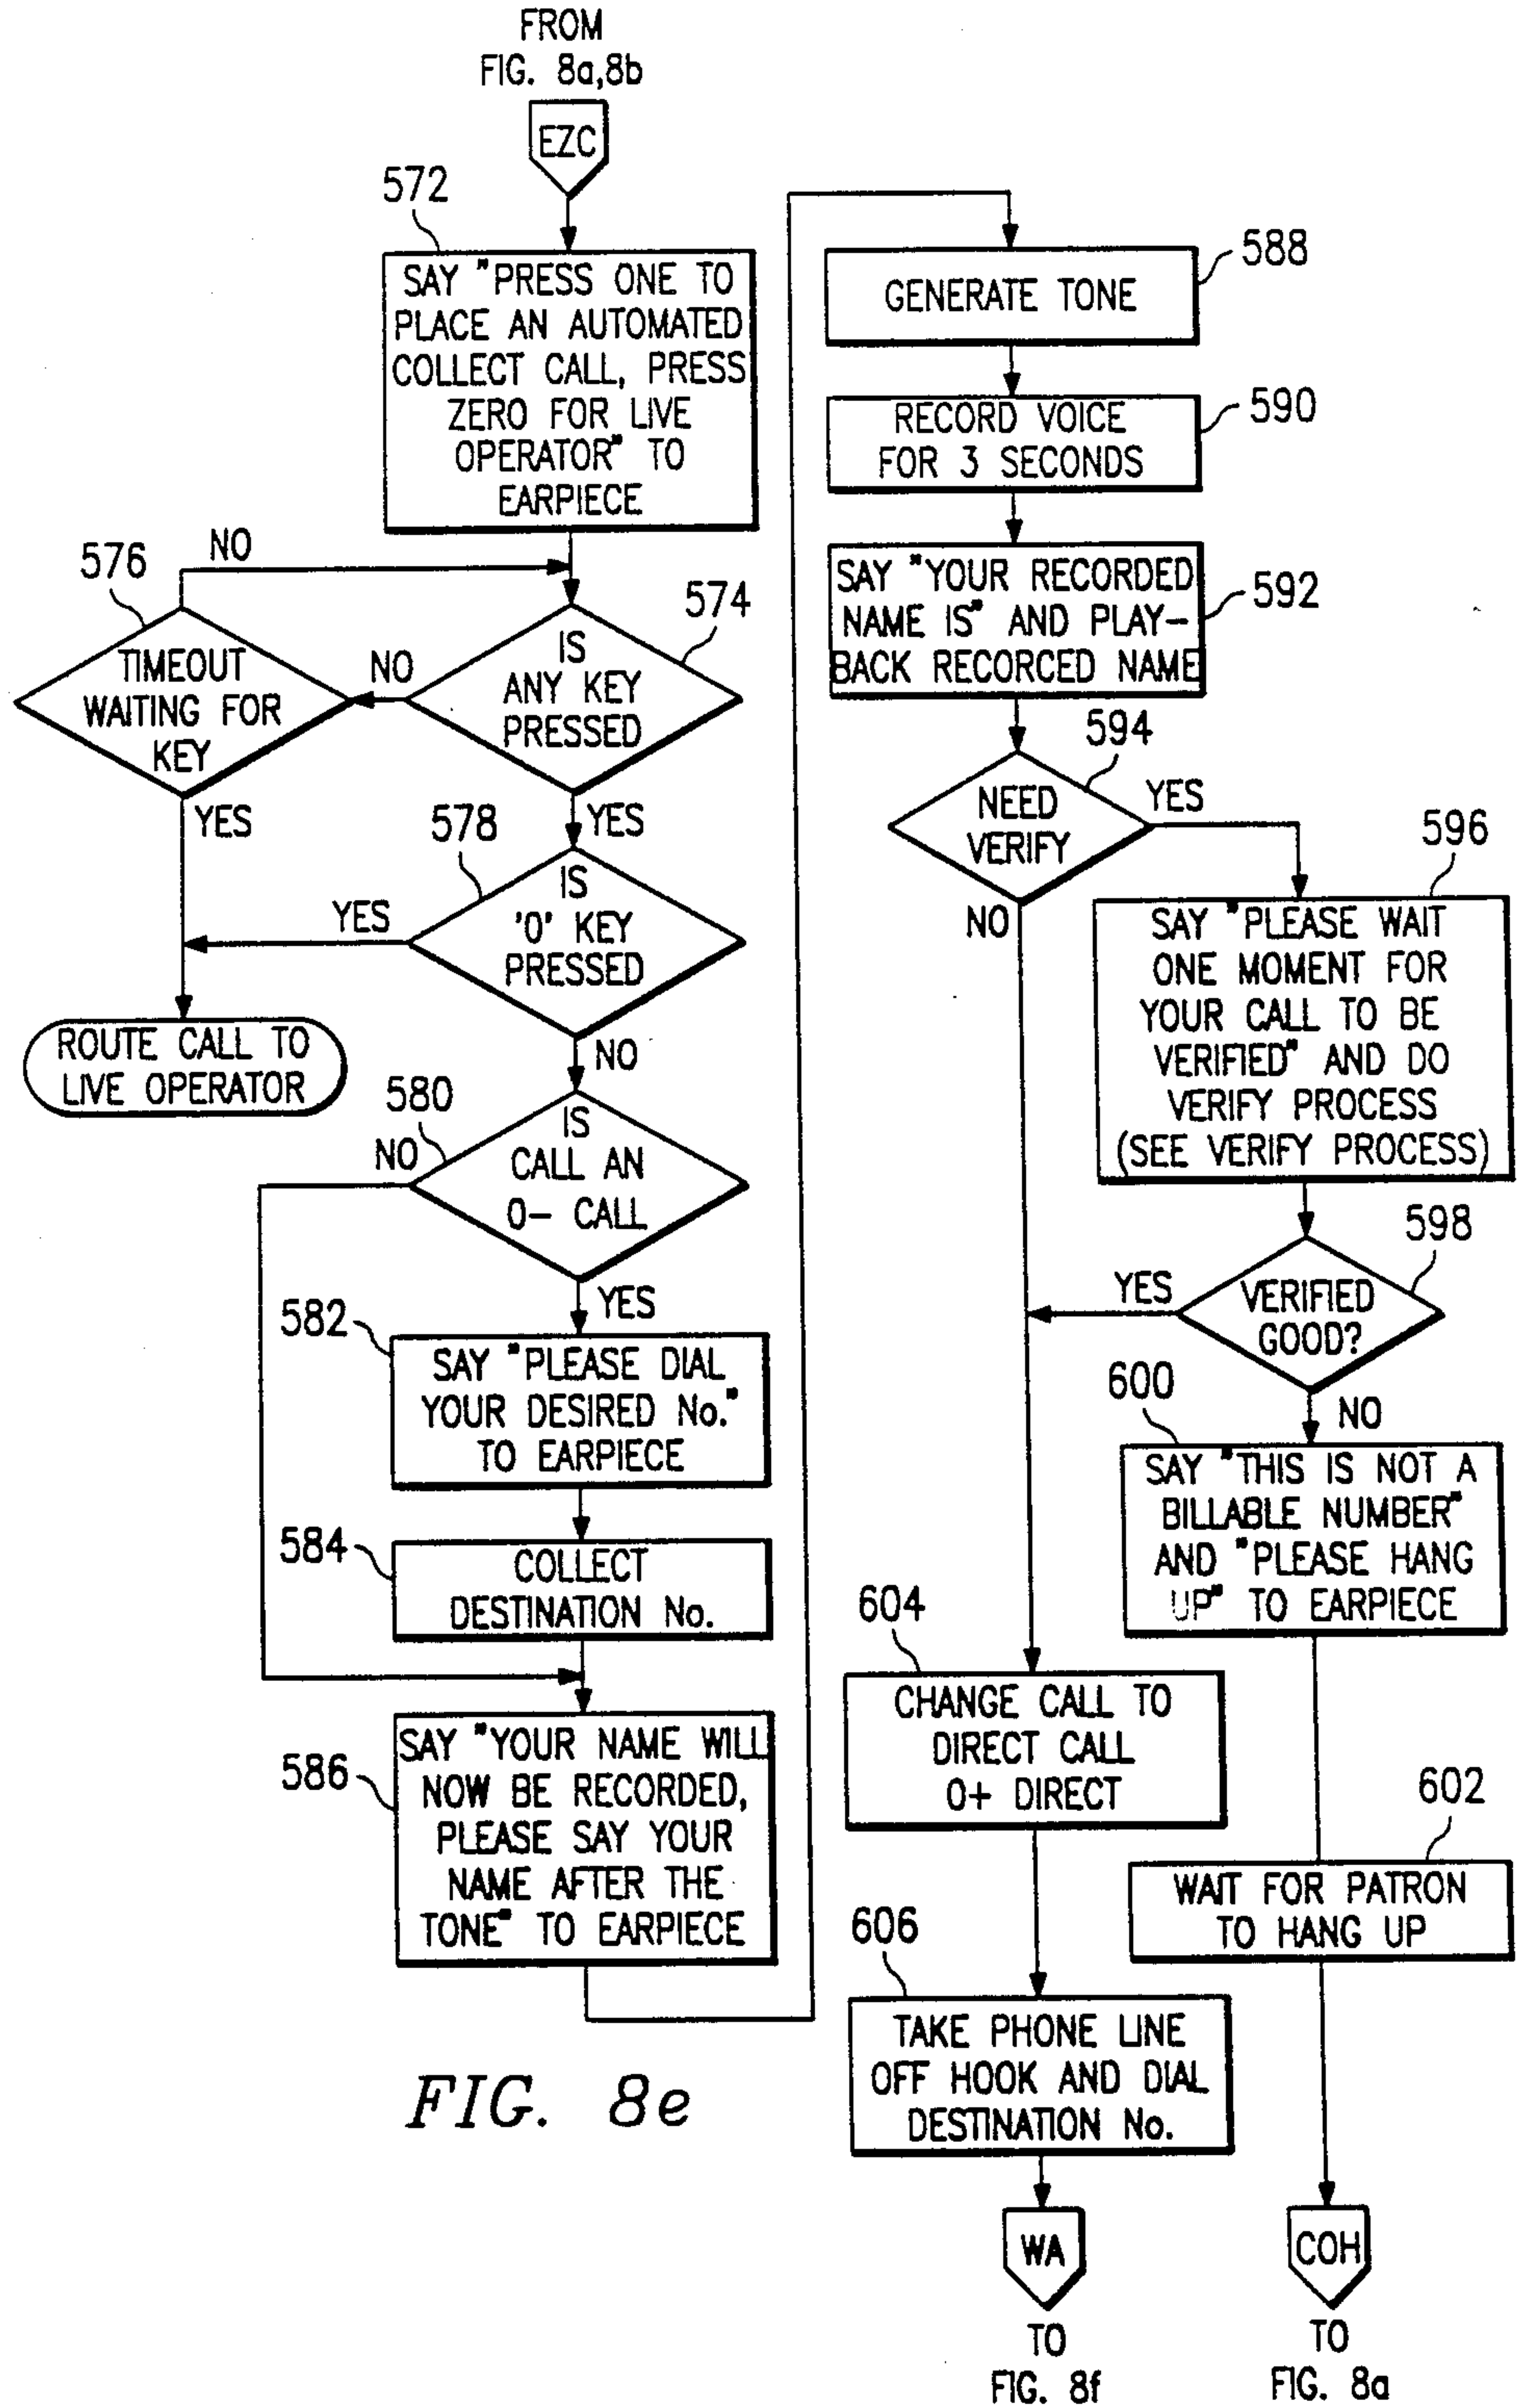 FROM
FIG. 8a,8b
EZC
572
SAY "PRESS ONE TO
PLACE AN AUTOMATED
COLLECT CALL, PRESS
ZERO FOR LIVE
OPERATOR" TO
EARPIECE
576
NO
574
TIMEOUT
WAITING FOR
KEY
NO
IS
ANY KEY
PRESSED
YES
578
YES
IS
'0' KEY
PRESSED
YES
ROUTE CALL TO
LIVE OPERATOR
NO
580
IS
CALL AN
0- CALL
NO
YES
582
SAY "PLEASE DIAL
YOUR DESIRED No."
TO EARPIECE
584
COLLECT
DESTINATION No.
586
SAY "YOUR NAME WILL
NOW BE RECORDED,
PLEASE SAY YOUR
NAME AFTER THE
TONE" TO EARPIECE
588
GENERATE TONE
590
RECORD VOICE
FOR 3 SECONDS
592
SAY "YOUR RECORDED
NAME IS" AND PLAY-
BACK RECORCED NAME
594
NEED
VERIFY
YES
NO
596
SAY "PLEASE WAIT
ONE MOMENT FOR
YOUR CALL TO BE
VERIFIED" AND DO
VERIFY PROCESS
(SEE VERIFY PROCESS)
598
YES
VERIFIED
GOOD?
NO
600
SAY "THIS IS NOT A
BILLABLE NUMBER"
AND "PLEASE HANG
UP" TO EARPIECE
604
CHANGE CALL TO
DIRECT CALL
0+ DIRECT
602
WAIT FOR PATRON
TO HANG UP
606
TAKE PHONE LINE
OFF HOOK AND DIAL
DESTINATION No.
WA
COH
TO
FIG. 8f
TO
FIG. 8a
FIG. 8e